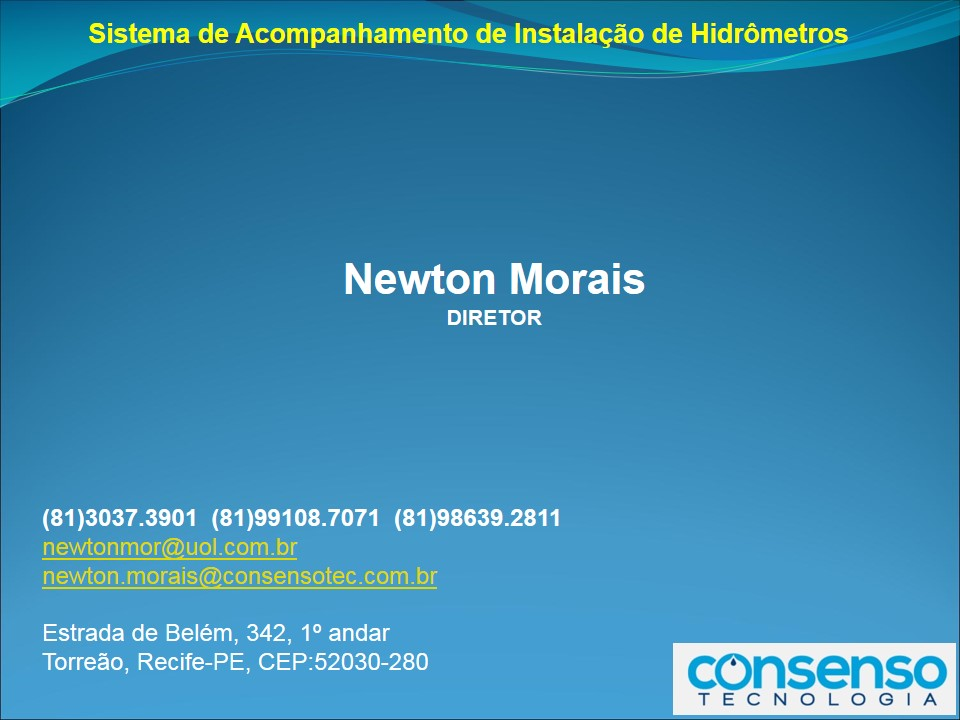 Sistema de Acompanhamento de Instalação de Hidrômetros
Newton Morais
DIRETOR
(81)3037.3901 (81)99108.7071 (81)98639.2811
newtonmor@uol.com.br
newton.morais@consensotec.com.br
Estrada de Belém, 342, 1º andar
Torreão, Recife-PE, CEP:52030-280
consenso
TECNOLOGIA